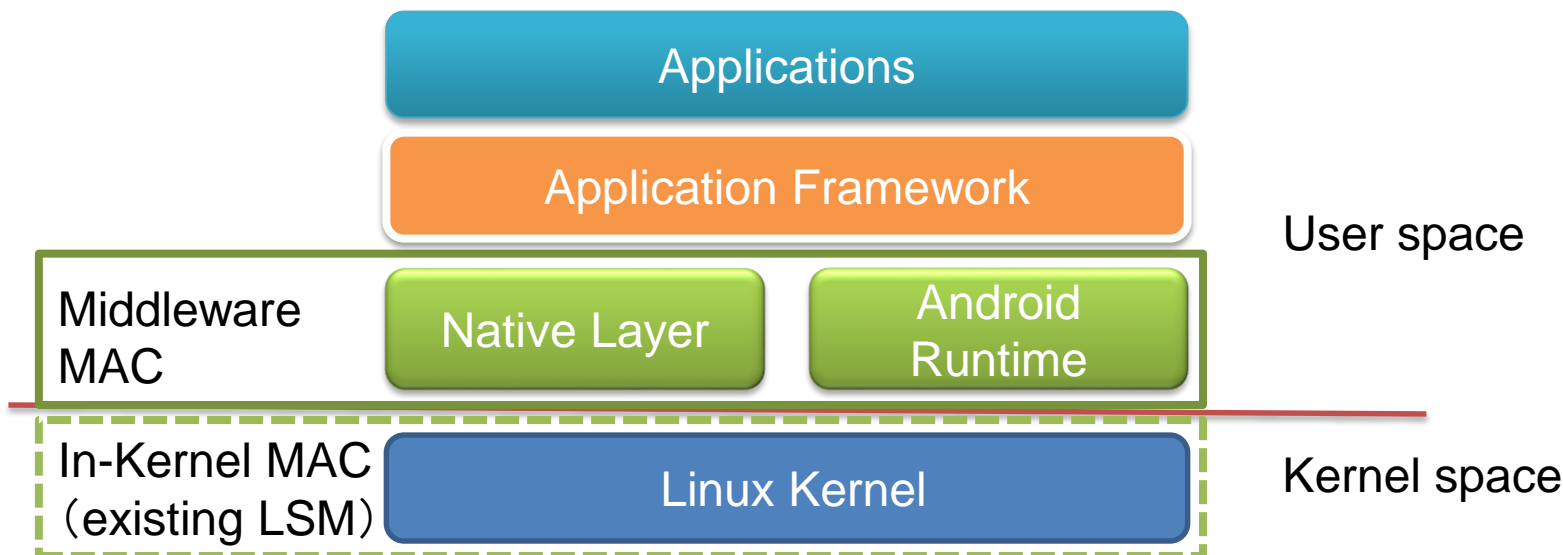 Applications
Application Framework
User space
Middleware
MAC
Native Layer
Android
Runtime
In-Kernel MAC
（existing LSM）
Linux Kernel
Kernel space